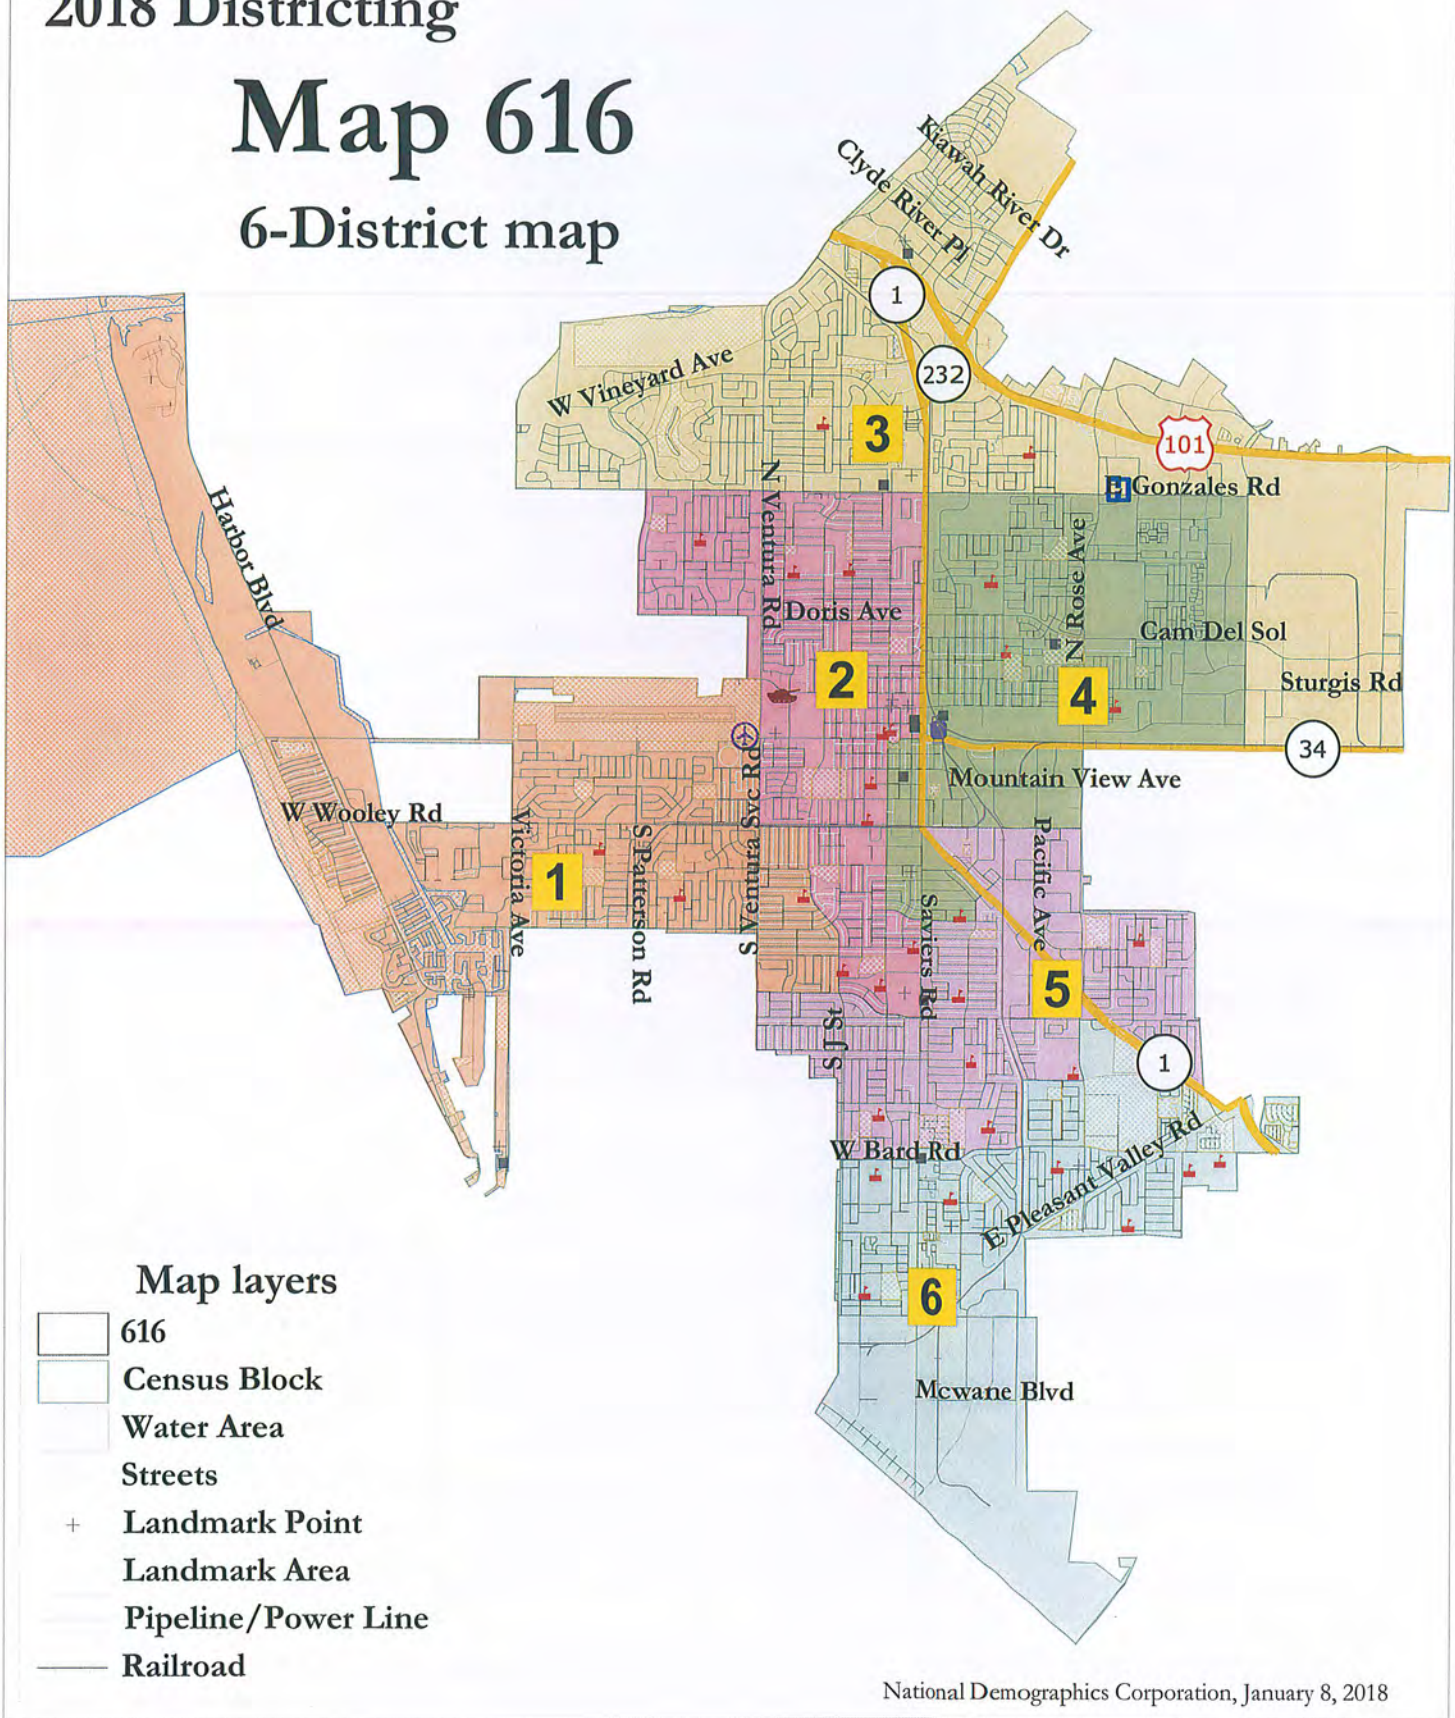 2018 Districting
Map 616
6-District map
Kiawah River Dr
Clyde River Pl
1
232
W Vineyard Ave
3
101
H
Gonzales Rd
N Ventura Rd
Harbor Blvd
N Rose Ave
Doris Ave
Cam Del Sol
2
4
Sturgis Rd
34
Mountain View Ave
S Ventura Svc Rd
W Wooley Rd
Victoria Ave
S Patterson Rd
Pacific Ave
1
Saviers Rd
5
S J St
1
W Bard Rd
E Pleasant Valley Rd
6
Mcwane Blvd
Map layers
616
Census Block
Water Area
Streets
Landmark Point
Landmark Area
Pipeline/Power Line
Railroad
National Demographics Corporation, January 8, 2018